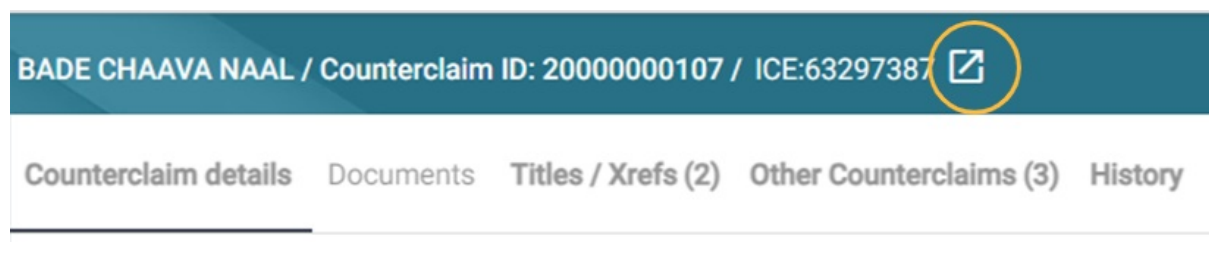 BADE CHAAVA NAAL / Counterclaim ID: 20000000107 / ICE:63297387
Counterclaim details Documents Titles / Xrefs (2) Other Counterclaims (3) History